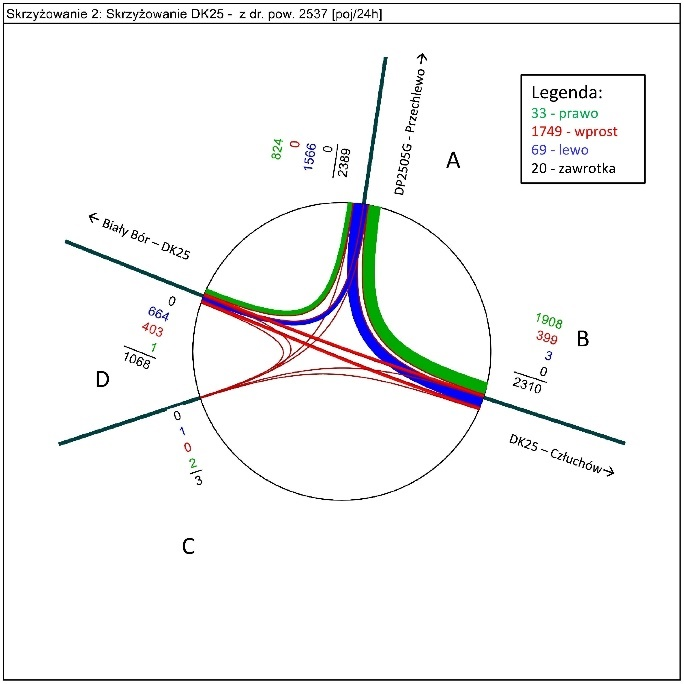 Skrzyżowanie 2: Skrzyżowanie DK25 - z dr. pow. 2537 [poj/24h]
Legenda:
33 - prawo
1749 - wprost
69 - lewo
20 - zawrotka
DP2505G - Przechlewo →
A
824
0
1566
0
2389
← Biały Bór – DK25
0
664
403
1
1068
1908
399
3
0
2310
B
DK25 – Człuchów→
D
0
1
0
2
3
C